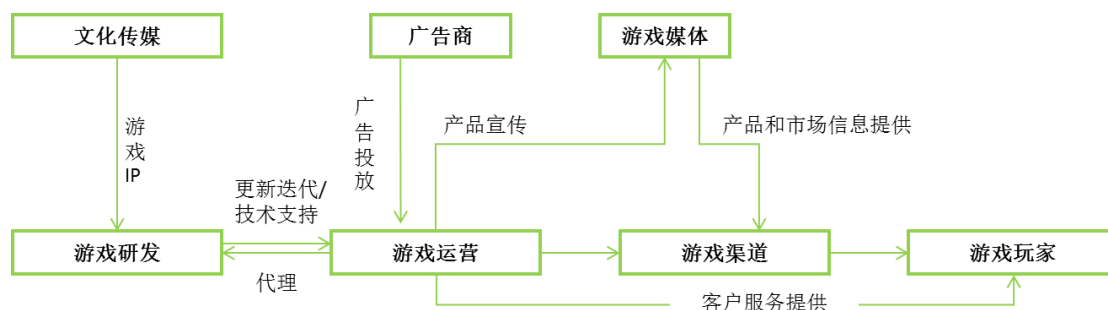 文化传媒
广告商
游戏媒体
游
戏
IP
广
告
投
放
产品宣传
产品和市场信息提供
更新迭代/
技术支持
游戏研发
游戏运营
游戏渠道
游戏玩家
代理
客户服务提供